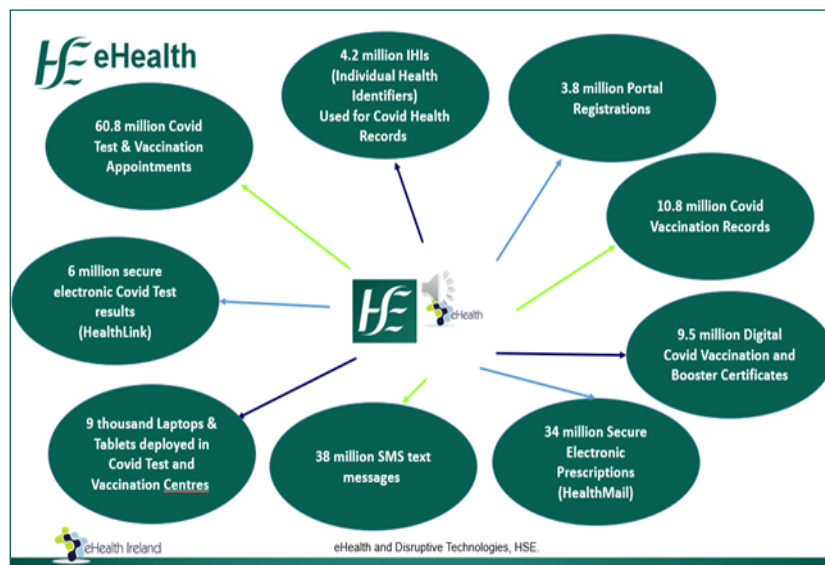 HSE eHealth
4.2 million IHIs
(Individual Health
Identifiers)
Used for Covid Health
Records
3.8 million Portal
Registrations
60.8 million Covid
Test & Vaccination
Appointments
10.8 million Covid
Vaccination Records
6 million secure
electronic Covid Test
results
(HealthLink)
HSE
eHealth
9.5 million Digital
Covid Vaccination and
Booster Certificates
9 thousand Laptops &
Tablets deployed in
Covid Test and
Vaccination Centres
38 million SMS text
messages
34 million Secure
Electronic
Prescriptions
(HealthMail)
eHealth Ireland
eHealth and Disruptive Technologies, HSE.